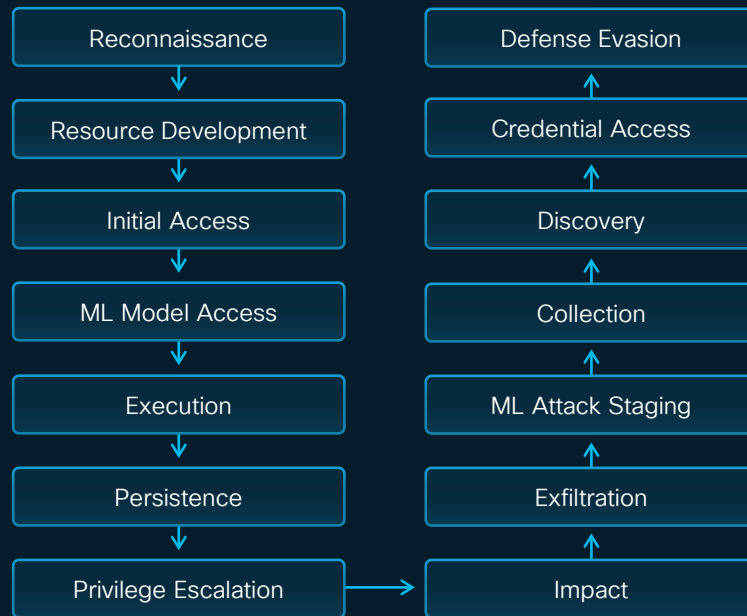 Reconnaissance
Resource Development
Initial Access
ML Model Access
Execution
Persistence
Privilege Escalation
Impact
Exfiltration
ML Attack Staging
Collection
Discovery
Credential Access
Defense Evasion